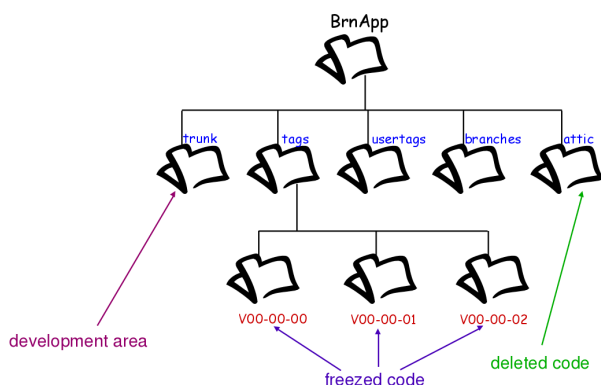 BrnApp
trunk tags usertags branches attic
V00-00-00 V00-00-01 V00-00-02
development area
deleted code
freezed code